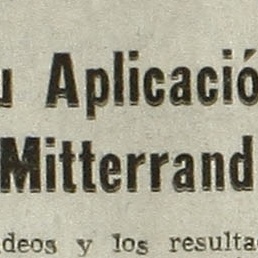 u Aplicació
Mitterrand
deos y los resulta